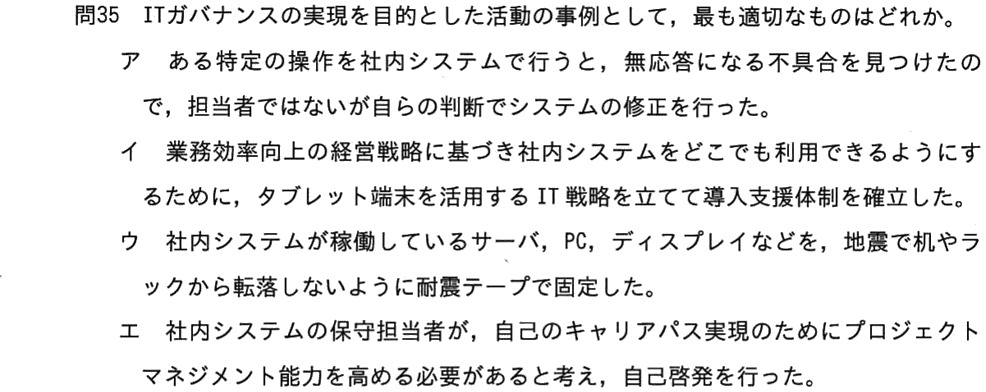 問35 ITガバナンスの実現を目的とした活動の事例として，最も適切なものはどれか。
ア ある特定の操作を社内システムで行うと，無応答になる不具合を見つけたの
で，担当者ではないが自らの判断でシステムの修正を行った。
イ 業務効率向上の経営戦略に基づき社内システムをどこでも利用できるようにす
るために，タブレット端末を活用する IT 戦略を立てて導入支援体制を確立した。
ウ 社内システムが稼働しているサーバ，PC，ディスプレイなどを，地震で机やラ
ックから転落しないように耐震テープで固定した。
エ 社内システムの保守担当者が，自己のキャリアパス実現のためにプロジェクト
マネジメント能力を高める必要があると考え，自己啓発を行った。